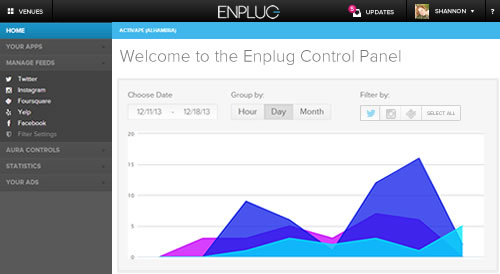 VENUES
ENPLUG
5
UPDATES
SHANNON
?
HOME
ACTIVATE (ALHAMBRA)
YOUR APPS
MANAGE FEEDS
Twitter
Instagram
Foursquare
Yelp
Facebook
Filter Settings
AURA CONTROLS
STATISTICS
YOUR ADS
Welcome to the Enplug Control Panel
Choose Date
Group by:
Filter by:
12/11/13 - 12/18/13
Hour Day Month
SELECT ALL
20
15
10
5
0